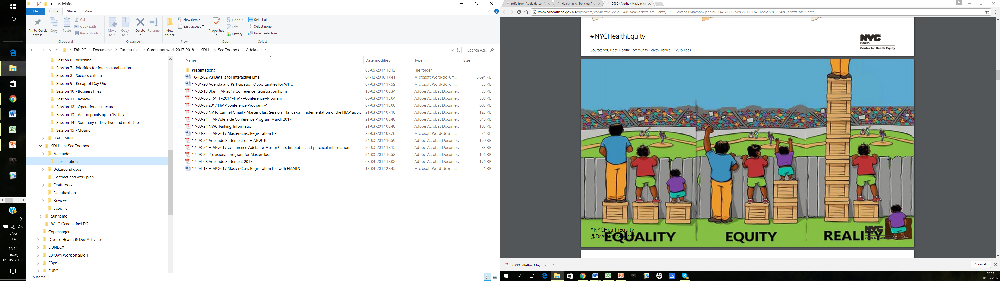 Adelaide
File
Home
Share
View
Pin to Quick access
Copy
Paste
Cut
Copy path
Paste shortcut
Clipboard
Move to
Copy to
Delete
Rename
Organise
New folder
New item
Easy access
New
Properties
Open
Edit
History
Open
Select all
Select none
Invert selection
Select
This PC
Documents
Current files
Consultant work 2017-2018
SDH - Int Sec Toolbox
Adelaide
Search Ad...
Session 6 - Visioning
Session 7 - Priorities for intersectoral action
Session 8 - Success criteria
Session 9 - Recap of Day One
Session 10 - Business lines
Session 11 - Review
Session 12 - Operational structure
Session 13 - Action points up to 1st July
Session 14 - Summary of Day Two and next steps
Session 15 - Closing
UAE-EMRO
SDH - Int Sec Toolbox
Adelaide
Presentations
Bckground docs
Contract and work plan
Draft tools
Gamification
Reviews
Scoping
Suriname
WHO General incl DG
Copenhagen
Diverse Health & Dev Activities
DUNDEX
EB Own Work on SDoH
EBpriv
EURO
15 items
Name Date modified Type Size
Presentations 05-05-2017 16:13 File folder
16-12-02 V3 Details for Interactive Email 04-12-2016 17:41 Microsoft Word-dokum... 5.694 KB
17-01-20 Agenda and Participation Opportunities for WHO 07-03-2017 17:59 Microsoft Word-dokum... 33 KB
17-02-18 Blas HiAP 2017 Conference Registration Form 18-02-2017 06:34 Adobe Acrobat Docume... 88 KB
17-03-06 DRAFT+2017+HiAP+Conference+Program 06-03-2017 18:04 Adobe Acrobat Docume... 508 KB
17-03-07 2017 HiAP conference Program_v1 07-03-2017 18:00 Adobe Acrobat Docume... 603 KB
17-03-08 NV to Carmel Gmail - Master Class Session_ Hands-on implementation of the HIAP app... 21-03-2017 07:18 Adobe Acrobat Docume... 123 KB
17-03-21 HiAP Adelaide Conference Program March 2017 21-03-2017 06:40 Adobe Acrobat Docume... 545 KB
17-03-21 NWC_Parking_Information 21-03-2017 06:40 Adobe Acrobat Docume... 103 KB
17-03-23 HiAP 2017 Master Class Registration List 23-03-2017 07:28 Microsoft Word-dokum... 24 KB
17-03-24 Adelaide Statement on HiAP 2010 24-03-2017 10:59 Adobe Acrobat Docume... 160 KB
17-03-24 HiAP 2017 Conference Adelaide_Master Class timetable and practical information 26-03-2017 17:15 Adobe Acrobat Docume... 83 KB
17-03-24 Provisional program for Masterclass 24-03-2017 10:58 Adobe Acrobat Docume... 146 KB
17-04-08 Adelaide Statement 2017 08-04-2017 13:02 Adobe Acrobat Docume... 176 KB
17-04-13 HiAP 2017 Master Class Registration List with EMAILS 13-04-2017 23:45 Microsoft Word-dokum... 21 KB
ENG
DA
16:14
fredag
05-05-2017
pdfs from Adelaide conf
Health in All Policies: Pro
0930+Aletha+Maybank.p
www.sahealth.sa.gov.au/wps/wcm/connect/212c6a8041034f45a7bfff1afc50ebfc/0930+Aletha+Maybank.pdf?MOD=AJPERES&CACHEID=212c6a8041034f45a7bfff1afc50ebfc
#NYCHealthEquity
NYC
Health
Center for Health Equity
Source: NYC Dept. Health: Community Health Profiles — 2015 Atlas
#NYCHealthEquity
@DrAlethaMaybank
EQUALITY
EQUITY
REALITY
NYC
Health
Center for Health
0930+Aletha+May....pdf
Show all
16:14
05-05-2017